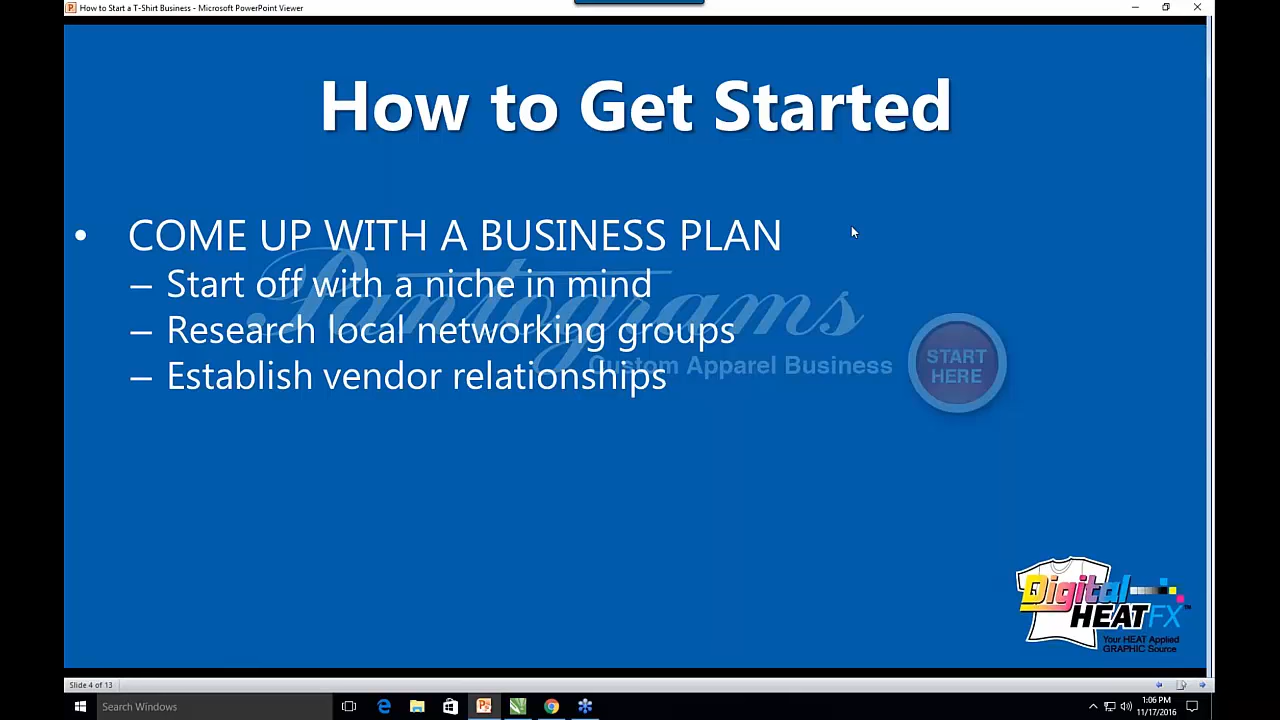 How to Start a T-Shirt Business - Microsoft PowerPoint Viewer
How to Get Started
• COME UP WITH A BUSINESS PLAN
– Start off with a niche in mind
– Research local networking groups
– Establish vendor relationships
Pantograms
Custom Apparel Business
START
HERE
Digital
HEAT FX™
Your HEAT Applied
GRAPHIC Source
Slide 4 of 13
Search Windows
1:06 PM
11/17/2016